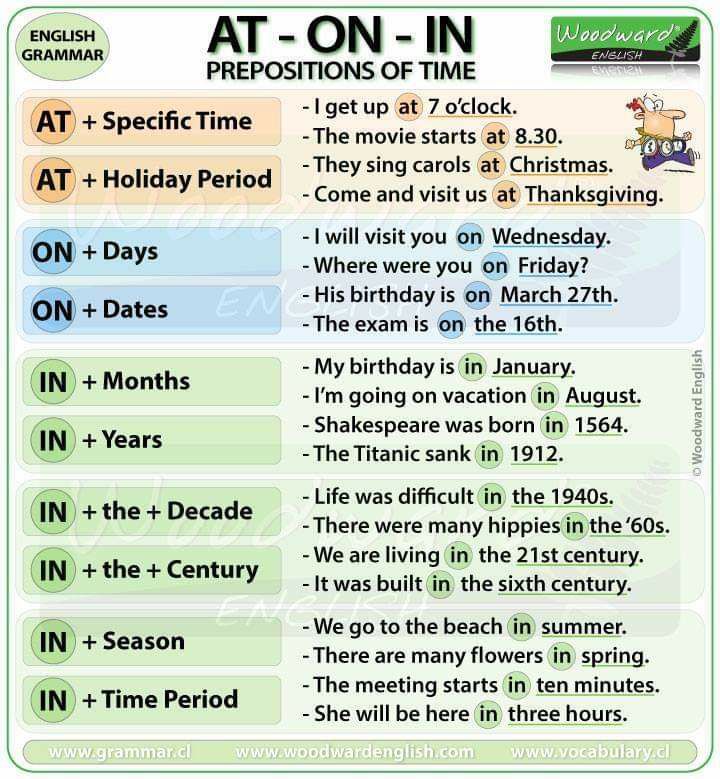 ENGLISH
GRAMMAR
AT - ON - IN
PREPOSITIONS OF TIME
Woodward®
ENGLISH
AT + Specific Time
- I get up at 7 o'clock.
- The movie starts at 8.30.
AT + Holiday Period
- They sing carols at Christmas.
- Come and visit us at Thanksgiving.
ON + Days
- I will visit you on Wednesday.
- Where were you on Friday?
ON + Dates
- His birthday is on March 27th.
- The exam is on the 16th.
IN + Months
- My birthday is in January.
- I'm going on vacation in August.
IN + Years
- Shakespeare was born in 1564.
- The Titanic sank in 1912.
© Woodward English
IN + the + Decade
- Life was difficult in the 1940s.
- There were many hippies in the '60s.
IN + the + Century
- We are living in the 21st century.
- It was built in the sixth century.
IN + Season
- We go to the beach in summer.
- There are many flowers in spring.
IN + Time Period
- The meeting starts in ten minutes.
- She will be here in three hours.
Woodward
ENGLISH
Woodward
ENGLISH
www.grammar.cl www.woodwardenglish.com www.vocabulary.cl